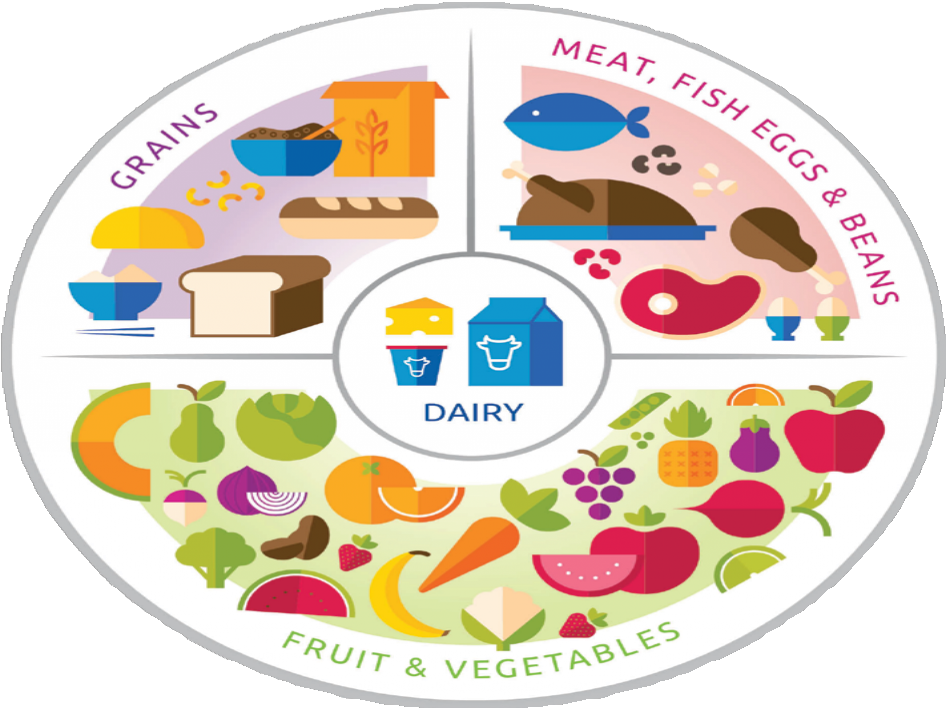 GRAINS
MEAT, FISH EGGS & BEANS
DAIRY
FRUIT & VEGETABLES